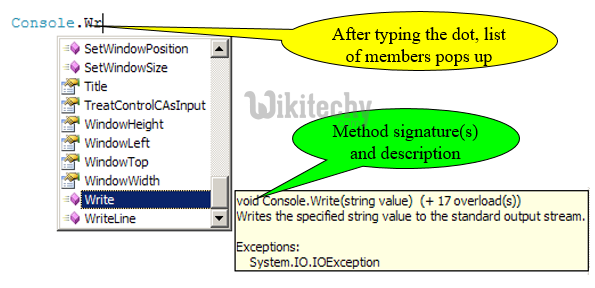 Console.Wr
After typing the dot, list
of members pops up
SetWindowPosition
SetWindowSize
Title
TreatControlCAsInput
WindowHeight
WindowLeft
WindowTop
WindowWidth
Write
WriteLine
Wikitechy
Method signature(s)
and description
void Console.Write(string value) (+ 17 overload(s))
Writes the specified string value to the standard output stream.
Exceptions:
System.IO.IOException